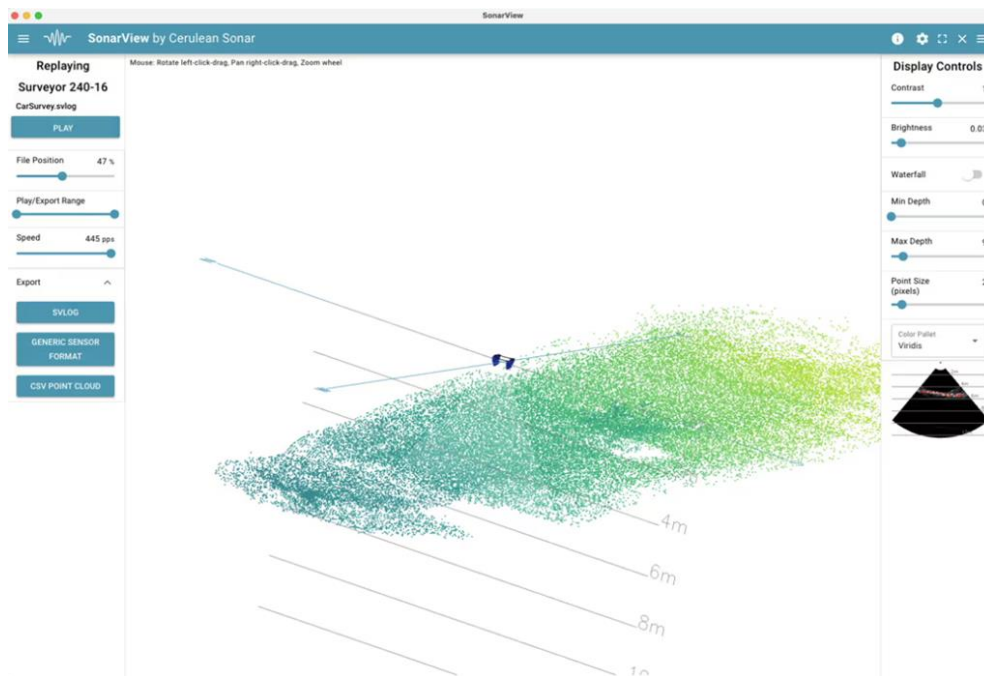 SonarView
SonarView by Cerulean Sonar
Replaying
Surveyor 240-16
CarSurvey.svlog
PLAY
File Position 47 %
Play/Export Range
Speed 445 pps
Export
SVLOG
GENERIC SENSOR
FORMAT
CSV POINT CLOUD
Mouse: Rotate left-click-drag, Pan right-click-drag, Zoom wheel
4m
6m
8m
Display Controls
Contrast
Brightness
Waterfall
Min Depth
Max Depth
Point Size
(pixels)
Color Pallet
Viridis